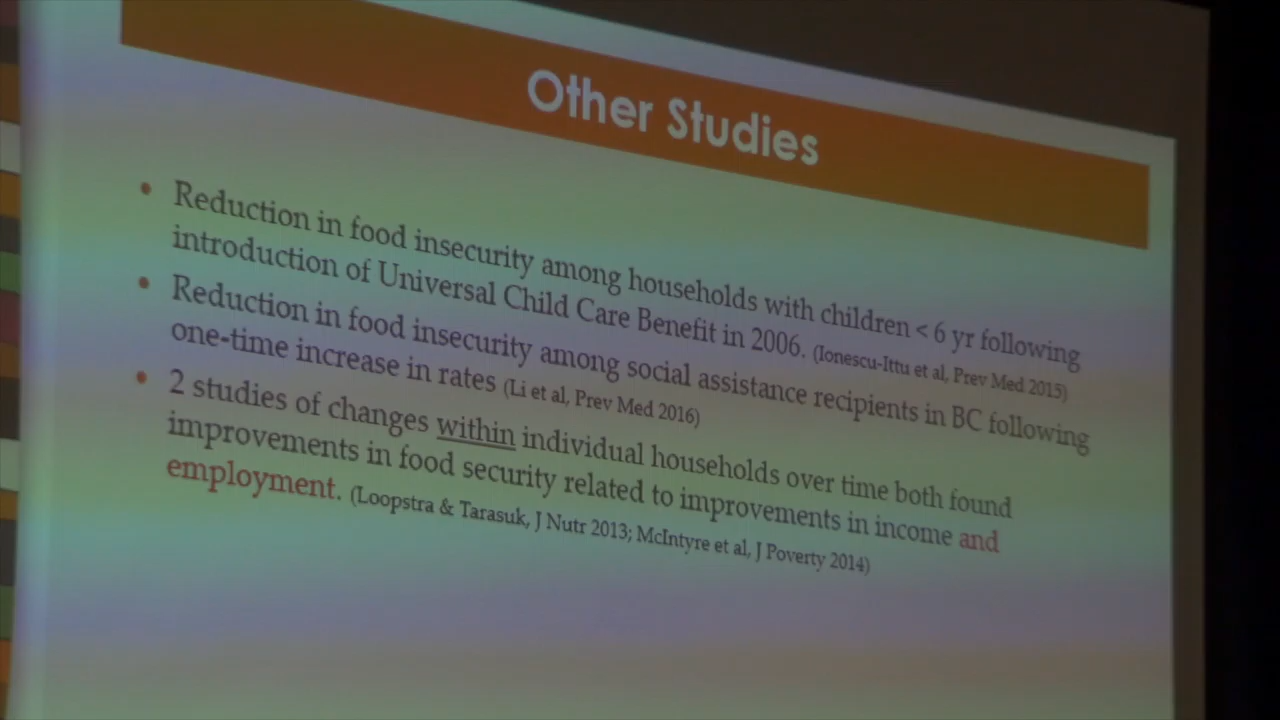 Other Studies
• Reduction in food insecurity among households with children < 6 yr following
introduction of Universal Child Care Benefit in 2006. (Ionescu-Ittu et al, Prev Med 2015)
• Reduction in food insecurity among social assistance recipients in BC following
one-time increase in rates (Li et al, Prev Med 2016)
• 2 studies of changes within individual households over time both found
improvements in food security related to improvements in income and
employment. (Loopstra & Tarasuk, J Nutr 2013; McIntyre et al, J Poverty 2014)